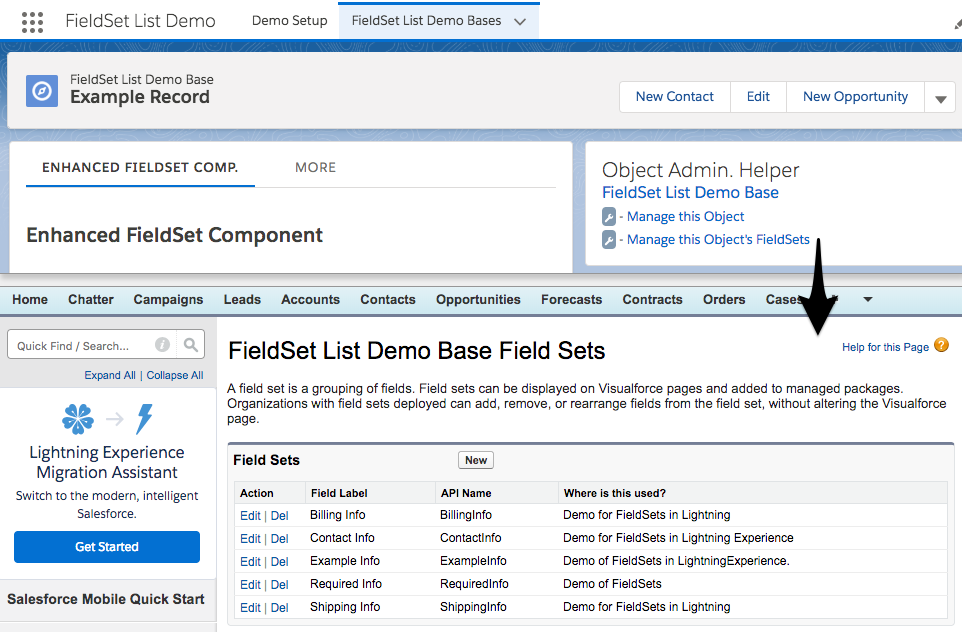 FieldSet List Demo Demo Setup FieldSet List Demo Bases
FieldSet List Demo Base
Example Record
New Contact Edit New Opportunity
ENHANCED FIELDSET COMP. MORE
Enhanced FieldSet Component
Object Admin. Helper
FieldSet List Demo Base
- Manage this Object
- Manage this Object's FieldSets
Home Chatter Campaigns Leads Accounts Contacts Opportunities Forecasts Contracts Orders
Quick Find / Search...
Expand All | Collapse All
Lightning Experience
Migration Assistant
Switch to the modern, intelligent
Salesforce.
Get Started
Salesforce Mobile Quick Start
FieldSet List Demo Base Field Sets
Help for this Page ?
A field set is a grouping of fields. Field sets can be displayed on Visualforce pages and added to managed packages.
Organizations with field sets deployed can add, remove, or rearrange fields from the field set, without altering the Visualforce
page.
Field Sets New
Action Field Label API Name Where is this used?
Edit | Del Billing Info BillingInfo Demo for FieldSets in Lightning
Edit | Del Contact Info ContactInfo Demo for FieldSets in Lightning Experience
Edit | Del Example Info ExampleInfo Demo of FieldSets in LightningExperience.
Edit | Del Required Info RequiredInfo Demo of FieldSets
Edit | Del Shipping Info ShippingInfo Demo for FieldSets in Lightning